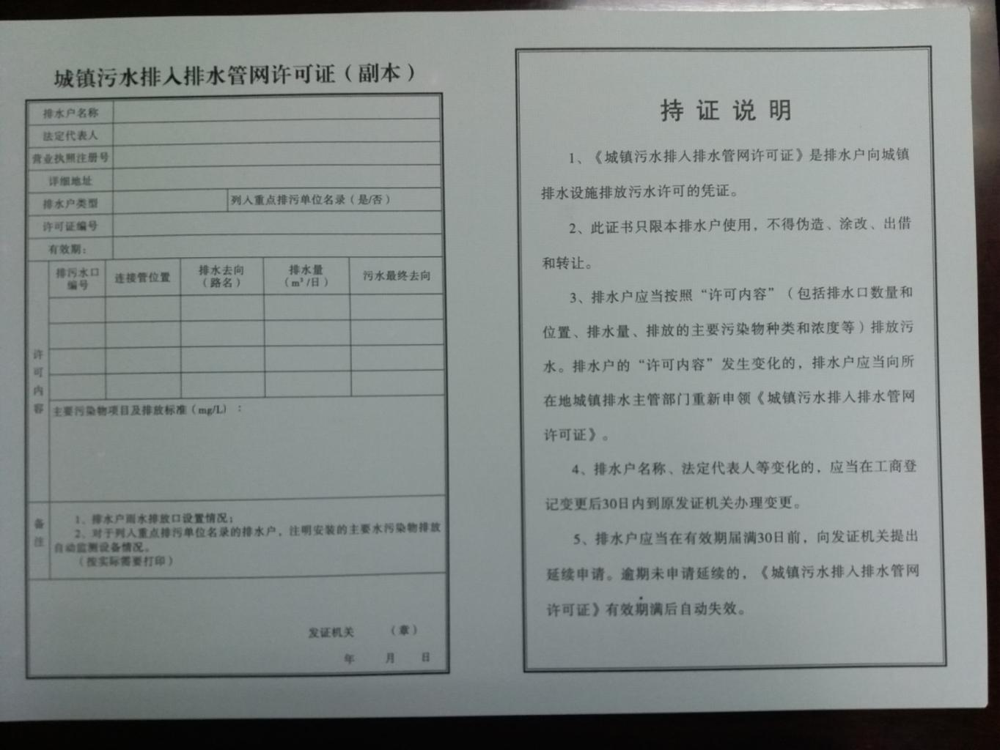 城镇污水排入排水管网许可证（副本）
排水户名称
法定代表人
营业执照注册号
详细地址
排水户类型
列入重点排污单位名录（是/否）
许可证编号
有效期：
许可内容
排污水口
编号
连接管位置
排水去向
（路名）
排水量
（m³/日）
污水最终去向
主要污染物项目及排放标准（mg/L）：
备注
1、排水户雨水排放口设置情况；
2、对于列入重点排污单位名录的排水户，注明安装的主要水污染物排放
自动监测设备情况。
（按实际需要打印）
发证机关 （章）
年 月 日
持证说明
1、《城镇污水排入排水管网许可证》是排水户向城镇
排水设施排放污水许可的凭证。
2、此证书只限本排水户使用，不得伪造、涂改、出借
和转让。
3、排水户应当按照“许可内容”（包括排水口数量和
位置、排水量、排放的主要污染物种类和浓度等）排放污
水。排水户的“许可内容”发生变化的，排水户应当向所
在地城镇排水主管部门重新申领《城镇污水排入排水管网
许可证》。
4、排水户名称、法定代表人等变化的，应当在工商登
记变更后30日内到原发证机关办理变更。
5、排水户应当在有效期届满30日前，向发证机关提出
延续申请。逾期未申请延续的，《城镇污水排入排水管网
许可证》有效期满后自动失效。